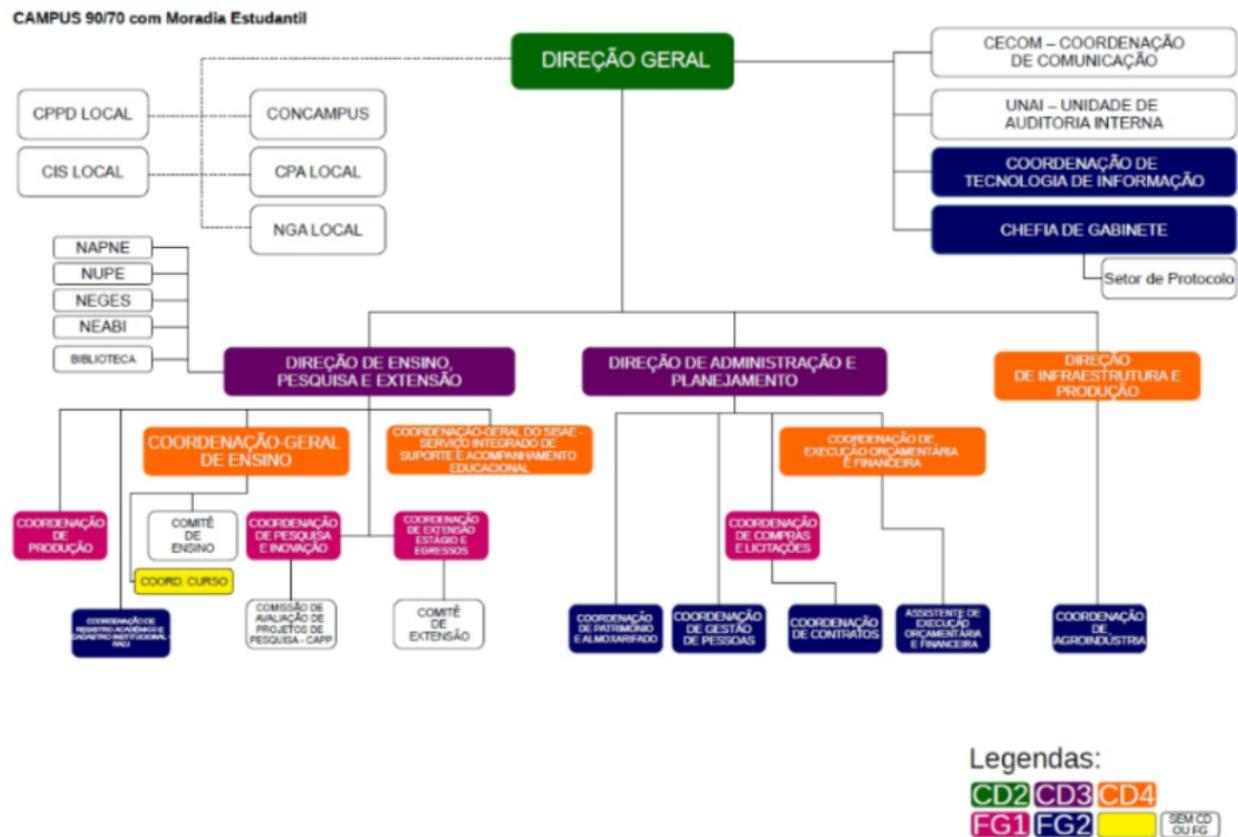 CAMPUS 90/70 com Moradia Estudantil
DIREÇÃO GERAL
CECOM – COORDENAÇÃO
DE COMUNICAÇÃO
UNAI – UNIDADE DE
AUDITORIA INTERNA
COORDENAÇÃO DE
TECNOLOGIA DE INFORMAÇÃO
CHEFIA DE GABINETE
Setor de Protocolo
CPPD LOCAL
CONCAMPUS
CIS LOCAL
CPA LOCAL
NGA LOCAL
NAPNE
NUPE
NEGES
NEABI
BIBLIOTECA
DIREÇÃO DE ENSINO,
PESQUISA E EXTENSÃO
DIREÇÃO DE ADMINISTRAÇÃO E
PLANEJAMENTO
DIREÇÃO
DE INFRAESTRUTURA E
PRODUÇÃO
COORDENAÇÃO-GERAL
DE ENSINO
COORDENAÇÃO-GERAL DO SISAE -
SERVIÇO INTEGRADO DE
SUPORTE E ACOMPANHAMENTO
EDUCACIONAL
COORDENAÇÃO DE
EXECUÇÃO ORÇAMENTÁRIA
E FINANCEIRA
COORDENAÇÃO
DE
PRODUÇÃO
COMITÊ
DE
ENSINO
COORDENAÇÃO
DE PESQUISA
E INOVAÇÃO
COORDENAÇÃO
DE EXTENSÃO
ESTÁGIO E
EGRESSOS
COORDENAÇÃO
DE COMPRAS
E LICITAÇÕES
COORD. CURSO
COORDENAÇÃO DE
REGISTRO ACADÊMICO E
CADASTRO INSTITUCIONAL -
RACI
COMISSÃO DE
AVALIAÇÃO DE
PROJETOS DE
PESQUISA - CAPP
COMITÊ
DE
EXTENSÃO
COORDENAÇÃO
DE PATRIMÔNIO
E ALMOXARIFADO
COORDENAÇÃO
DE GESTÃO
DE PESSOAS
COORDENAÇÃO
DE CONTRATOS
ASSISTENTE DE
EXECUÇÃO
ORÇAMENTÁRIA
E FINANCEIRA
COORDENAÇÃO
DE
AGROINDÚSTRIA
Legendas:
CD2 CD3 CD4
FG1 FG2
SEM CD
OU FG